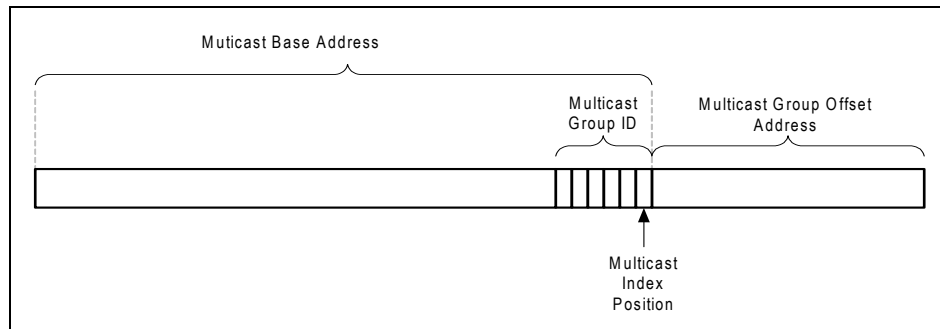 Muticast Base Address
Multicast
Group ID
Multicast Group Offset
Address
Multicast
Index
Position